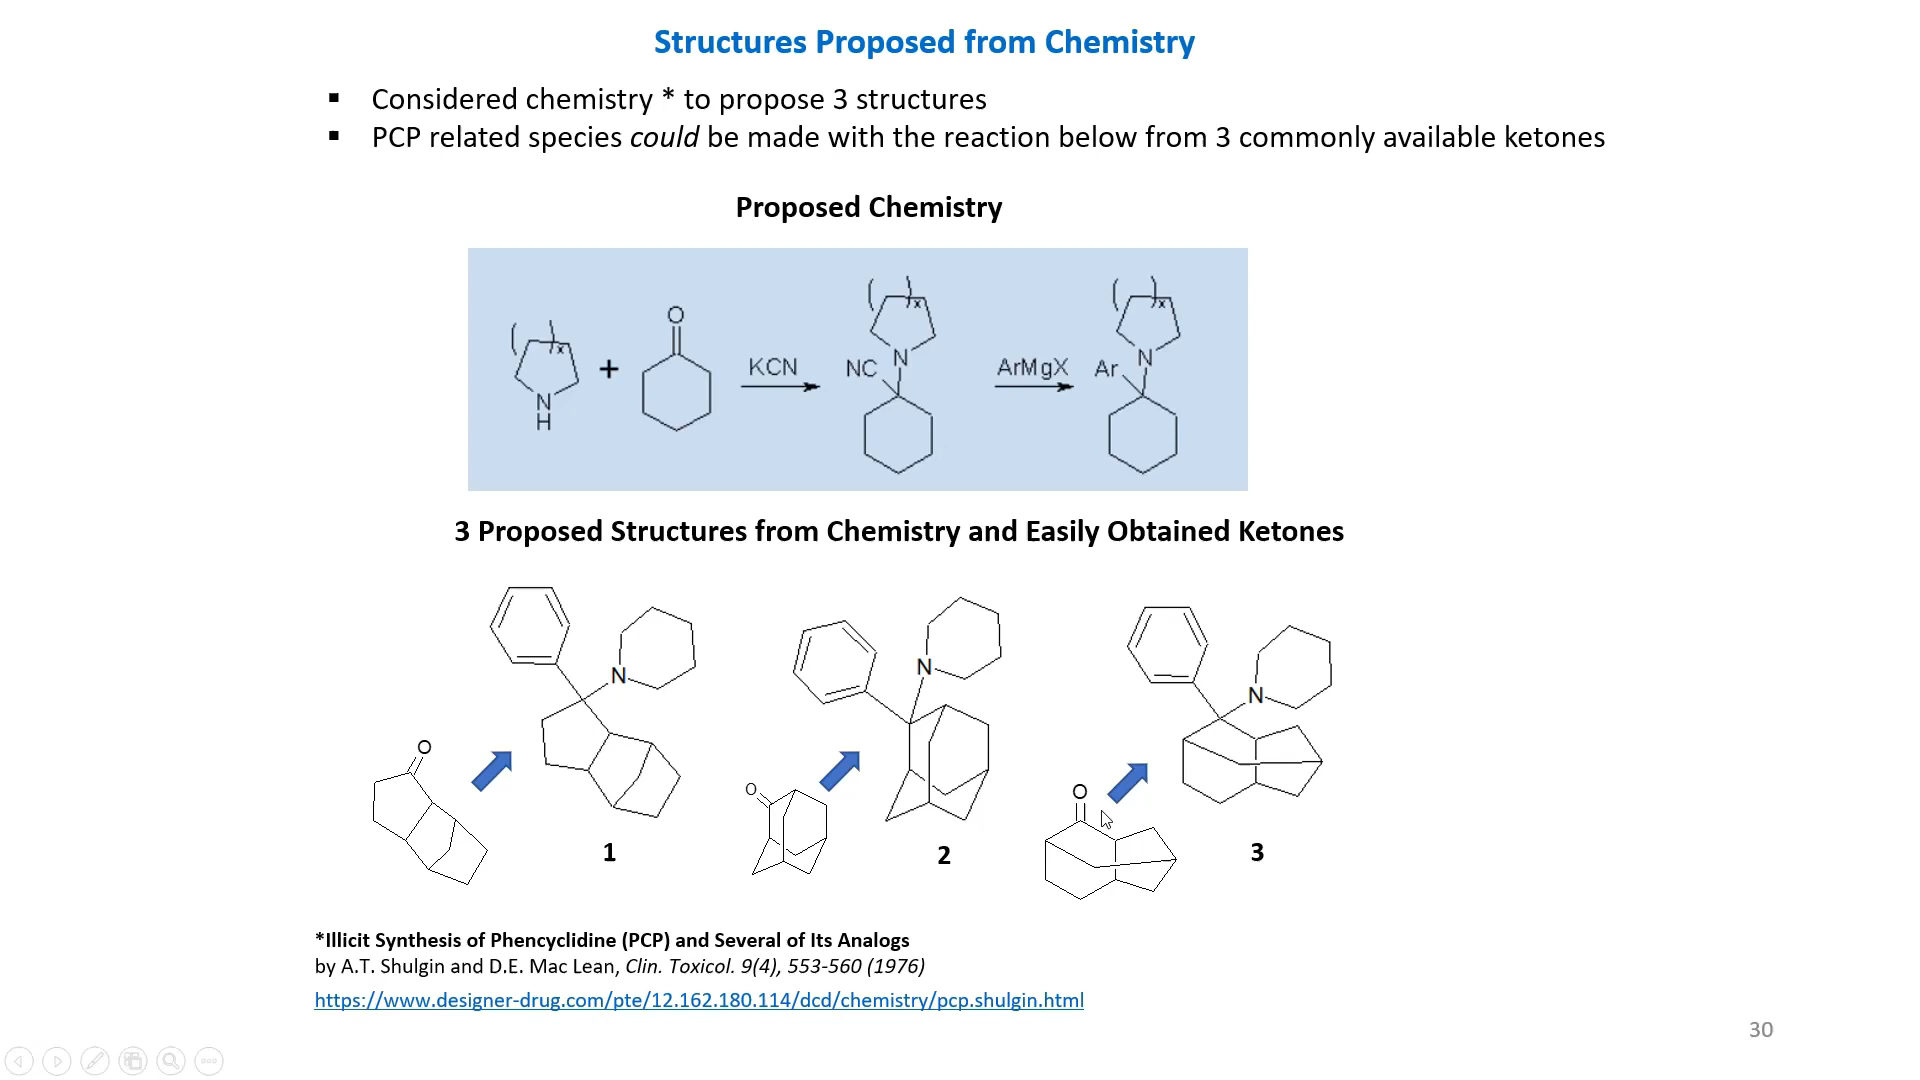 Structures Proposed from Chemistry
▪ Considered chemistry * to propose 3 structures
▪ PCP related species could be made with the reaction below from 3 commonly available ketones
Proposed Chemistry
( )x
N
H
+
O
KCN
( )x
NC N
ArMgX
( )x
Ar N
3 Proposed Structures from Chemistry and Easily Obtained Ketones
O
N
1
O
N
2
O
N
3
*Illicit Synthesis of Phencyclidine (PCP) and Several of Its Analogs
by A.T. Shulgin and D.E. Mac Lean, Clin. Toxicol. 9(4), 553-560 (1976)
https://www.designer-drug.com/pte/12.162.180.114/dcd/chemistry/pcp.shulgin.html
30